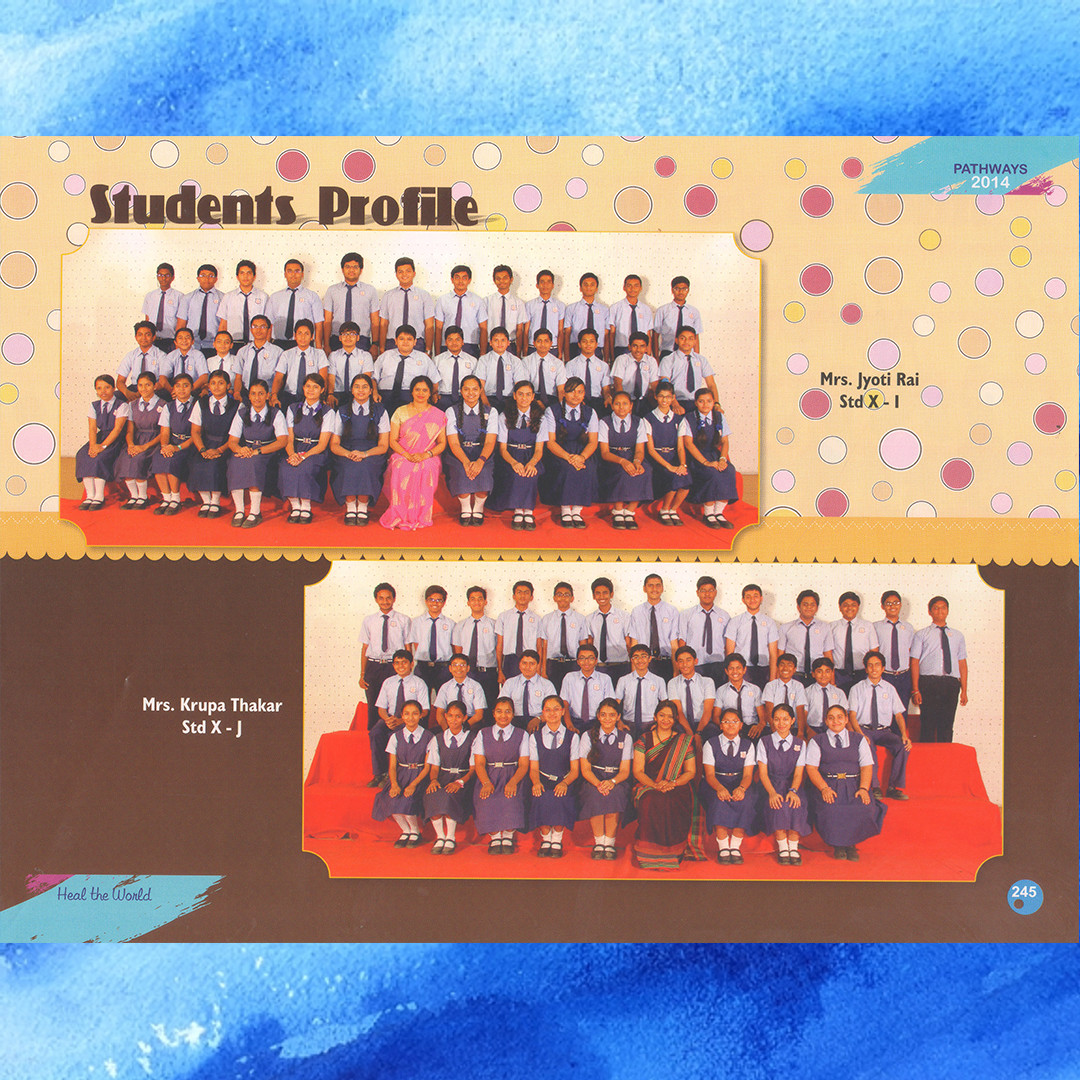 PATHWAYS
2014
Students Profile
Mrs. Jyoti Rai
Std X - I
Mrs. Krupa Thakar
Std X - J
Heal the World
245